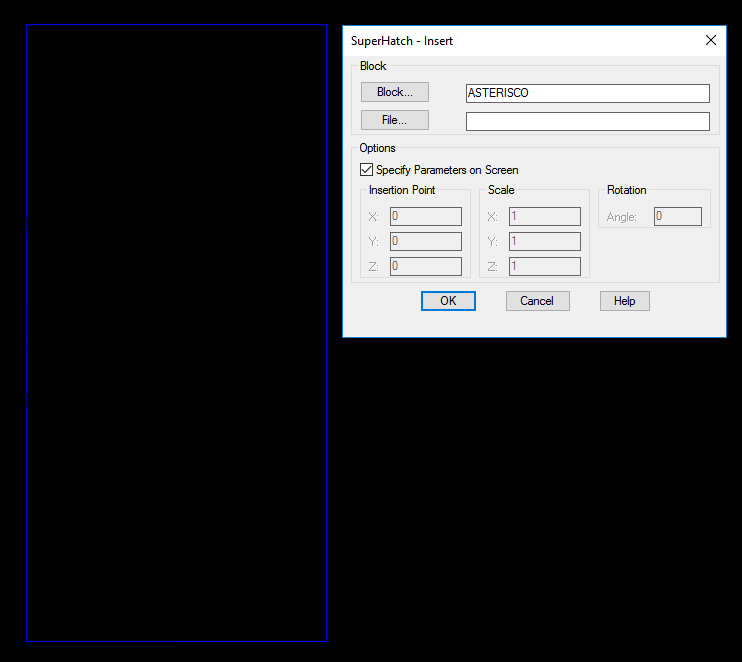 SuperHatch - Insert
Block
Block...
ASTERISCO
File...
Options
Specify Parameters on Screen
Insertion Point
Scale
Rotation
X: 0
X: 1
Angle: 0
Y: 0
Y: 1
Z: 0
Z: 1
OK
Cancel
Help